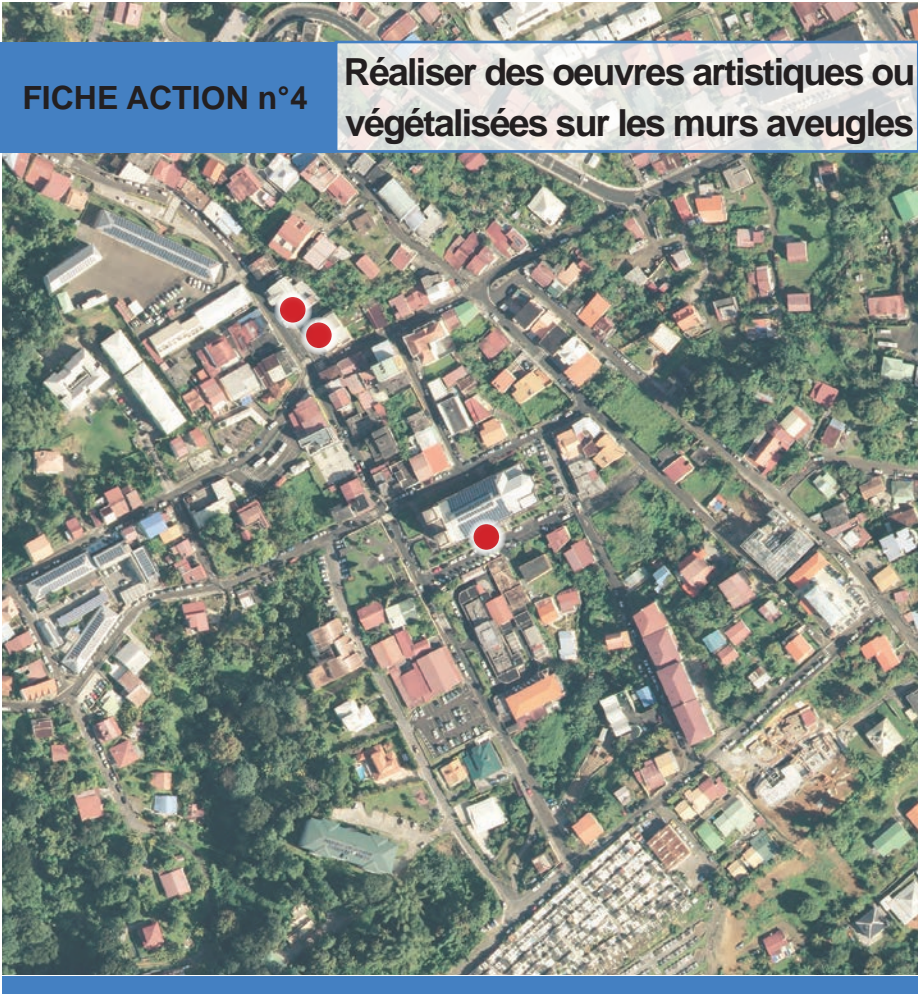 FICHE ACTION n°4
Réaliser des oeuvres artistiques ou
végétalisées sur les murs aveugles